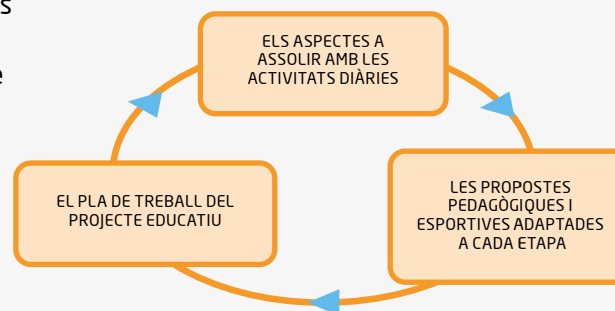 ELS ASPECTES A
ASSOLIR AMB LES
ACTIVITATS DIÀRIES
LES PROPOSTES
PEDAGÒGIQUES I
ESPORTIVES ADAPTADES
A CADA ETAPA
EL PLA DE TREBALL DEL
PROJECTE EDUCATIU